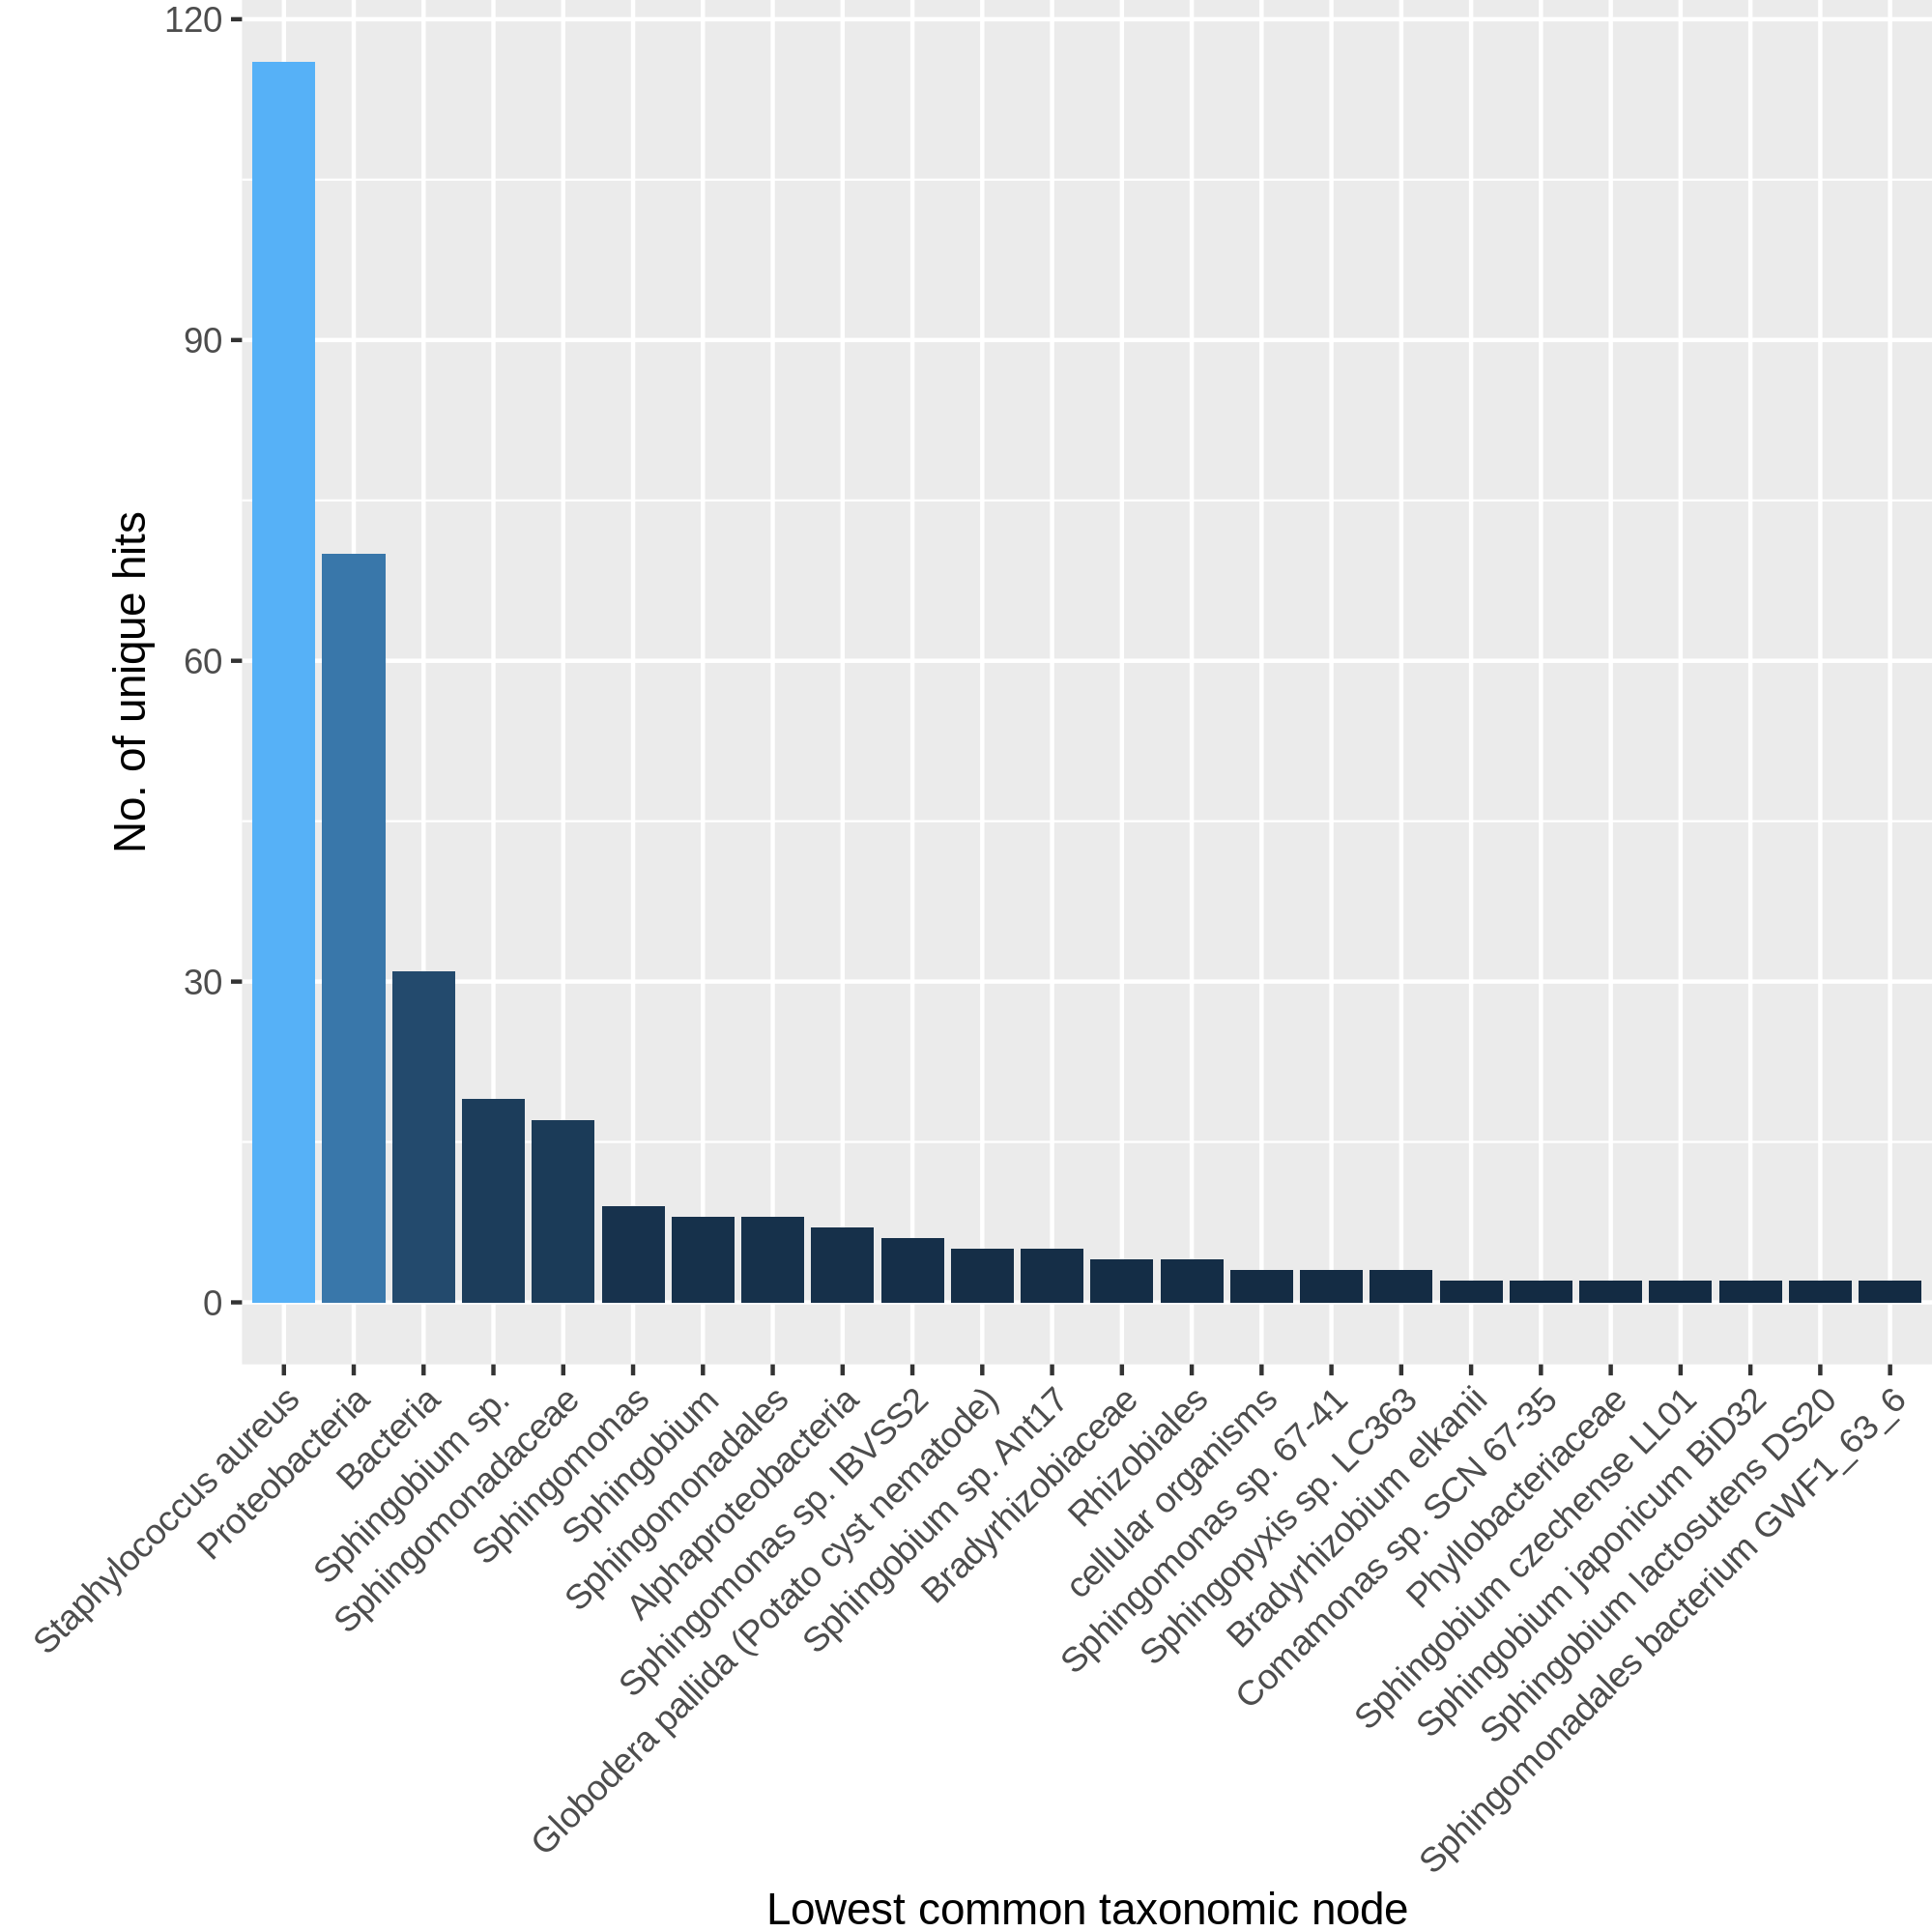 120
90
60
30
0
No. of unique hits
Staphylococcus aureus
Proteobacteria
Bacteria
Sphingobium sp.
Sphingomonadaceae
Sphingomonas
Sphingobium
Sphingomonadales
Alphaproteobacteria
Sphingomonas sp. IBVSS2
Globodera pallida (Potato cyst nematode)
Sphingobium sp. Ant17
Bradyrhizobiaceae
Rhizobiales
cellular organisms
Sphingomonas sp. 67-41
Sphingopyxis sp. LC363
Bradyrhizobium elkanii
Comamonas sp. SCN 67-35
Phyllobacteriaceae
Sphingobium czechense LL01
Sphingobium japonicum BiD32
Sphingobium lactosutens DS20
Sphingomonadales bacterium GWF1_63_6
Lowest common taxonomic node